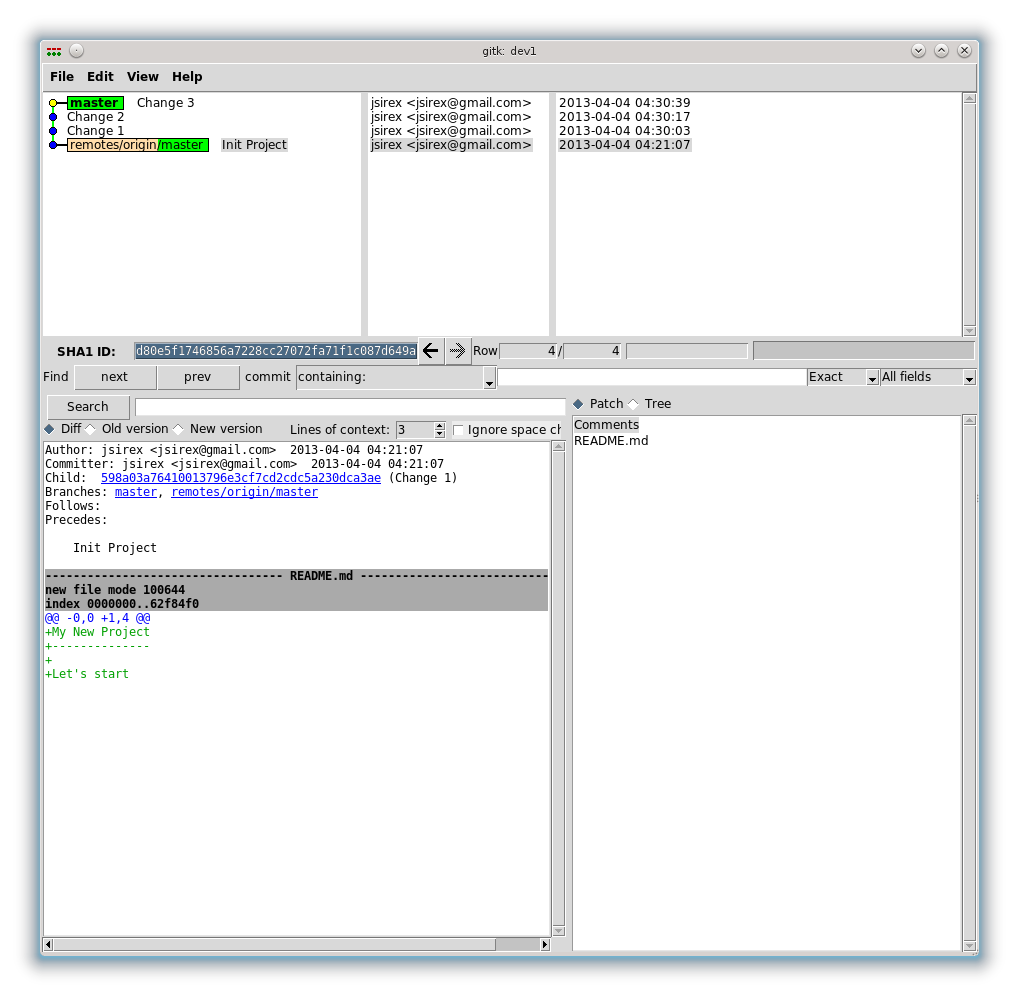 gitk: dev1
File Edit View Help
master Change 3 jsirex <jsirex@gmail.com> 2013-04-04 04:30:39
Change 2 jsirex <jsirex@gmail.com> 2013-04-04 04:30:17
Change 1 jsirex <jsirex@gmail.com> 2013-04-04 04:30:03
remotes/origin/master Init Project jsirex <jsirex@gmail.com> 2013-04-04 04:21:07
SHA1 ID: d80e5f1746856a7228cc27072fa71f1c087d649a Row 4 / 4
Find next prev commit containing: Exact All fields
Search
Diff Old version New version Lines of context: 3 Ignore space ch
Author: jsirex <jsirex@gmail.com>  2013-04-04 04:21:07
Committer: jsirex <jsirex@gmail.com>  2013-04-04 04:21:07
Child:  598a03a76410013796e3cf7cd2cdc5a230dca3ae (Change 1)
Branches: master, remotes/origin/master
Follows:
Precedes:
Init Project
---------------------------------- README.md ---------------------------
new file mode 100644
index 0000000..62f84f0
@@ -0,0 +1,4 @@
+My New Project
+--------------
+
+Let's start
Patch Tree
Comments
README.md